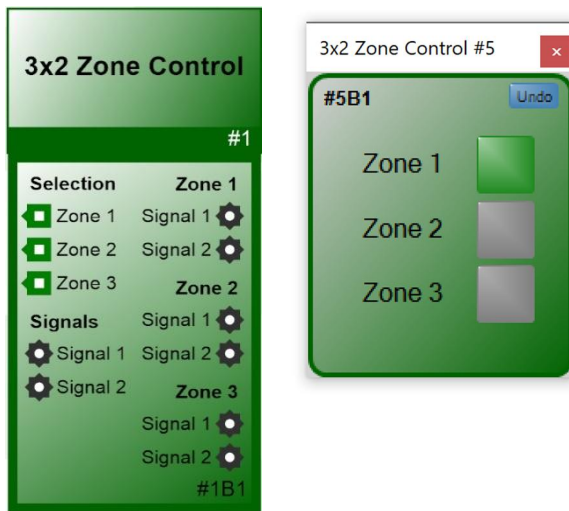 3x2 Zone Control
#1
Selection
Zone 1
Zone 2
Zone 3
Signals
Signal 1
Signal 2
Zone 1
Signal 1
Signal 2
Zone 2
Signal 1
Signal 2
Zone 3
Signal 1
Signal 2
#1B1
3x2 Zone Control #5
×
#5B1
Undo
Zone 1
Zone 2
Zone 3